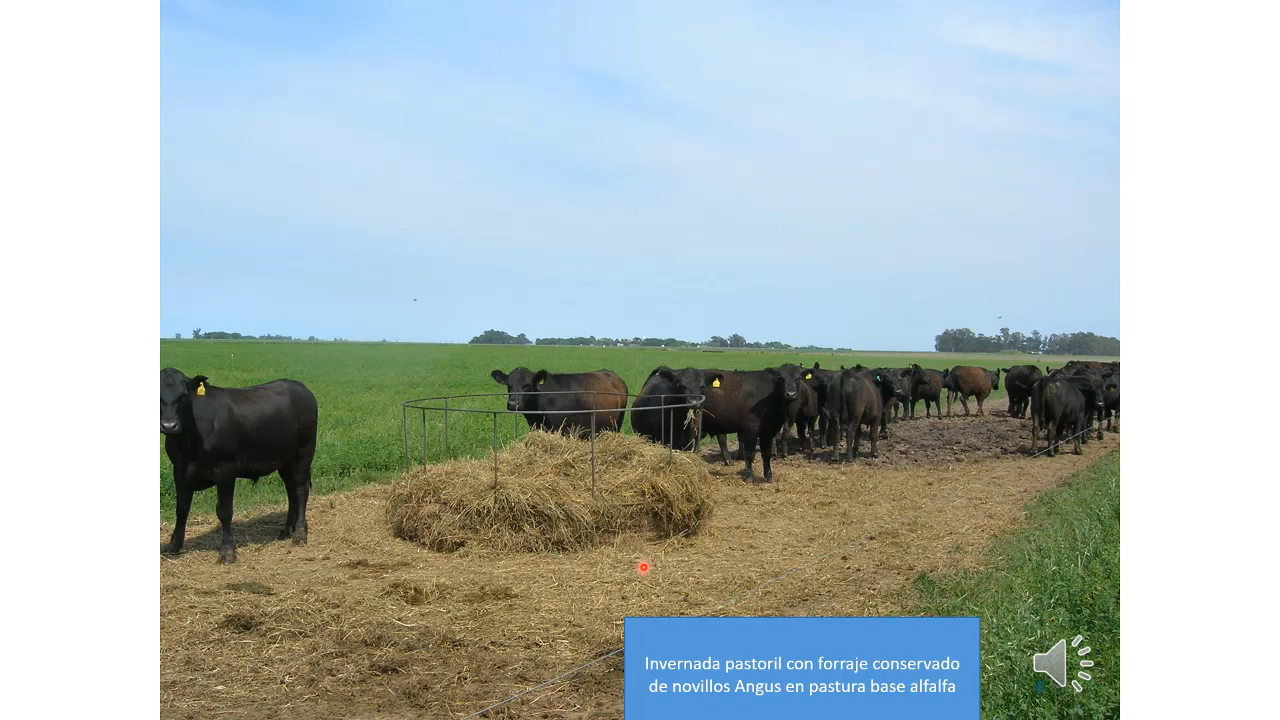 Invernada pastoril con forraje conservado
de novillos Angus en pastura base alfalfa